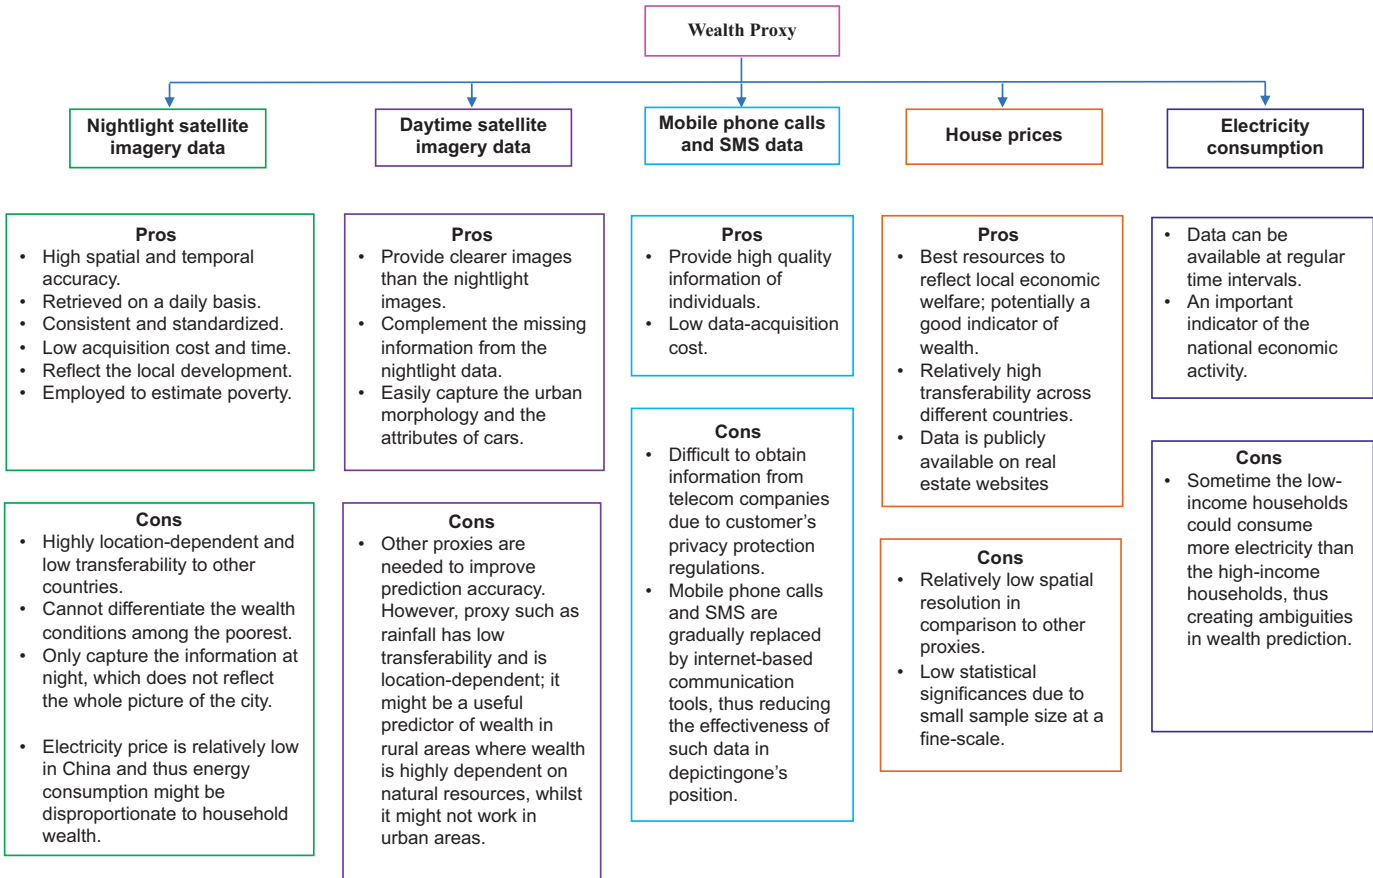 Wealth Proxy
Nightlight satellite
imagery data
Daytime satellite
imagery data
Mobile phone calls
and SMS data
House prices
Electricity
consumption
Pros
• High spatial and temporal
accuracy.
• Retrieved on a daily basis.
• Consistent and standardized.
• Low acquisition cost and time.
• Reflect the local development.
• Employed to estimate poverty.
Cons
• Highly location-dependent and
low transferability to other
countries.
• Cannot differentiate the wealth
conditions among the poorest.
• Only capture the information at
night, which does not reflect
the whole picture of the city.
• Electricity price is relatively low
in China and thus energy
consumption might be
disproportionate to household
wealth.
Pros
• Provide clearer images
than the nightlight
images.
• Complement the missing
information from the
nightlight data.
• Easily capture the urban
morphology and the
attributes of cars.
Cons
• Other proxies are
needed to improve
prediction accuracy.
However, proxy such as
rainfall has low
transferability and is
location-dependent; it
might be a useful
predictor of wealth in
rural areas where wealth
is highly dependent on
natural resources, whilst
it might not work in
urban areas.
Pros
• Provide high quality
information of
individuals.
• Low data-acquisition
cost.
Cons
• Difficult to obtain
information from
telecom companies
due to customer’s
privacy protection
regulations.
• Mobile phone calls
and SMS are
gradually replaced
by internet-based
communication
tools, thus reducing
the effectiveness of
such data in
depictingone’s
position.
Pros
• Best resources to
reflect local economic
welfare; potentially a
good indicator of
wealth.
• Relatively high
transferability across
different countries.
• Data is publicly
available on real
estate websites
Cons
• Relatively low spatial
resolution in
comparison to other
proxies.
• Low statistical
significances due to
small sample size at a
fine-scale.
• Data can be
available at regular
time intervals.
• An important
indicator of the
national economic
activity.
Cons
• Sometime the low-
income households
could consume
more electricity than
the high-income
households, thus
creating ambiguities
in wealth prediction.